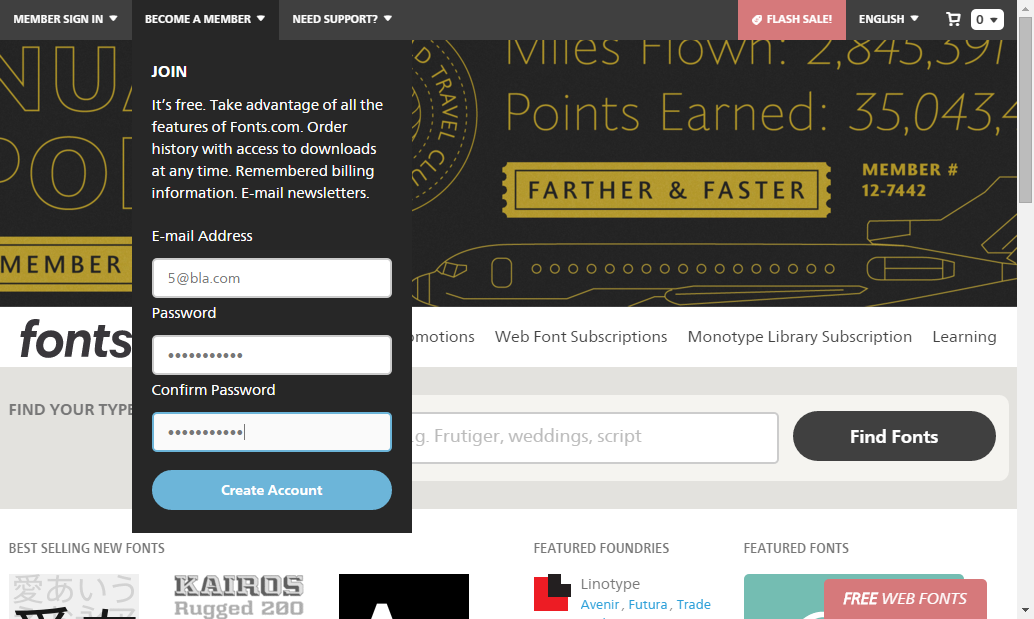 MEMBER SIGN IN
BECOME A MEMBER
NEED SUPPORT?
FLASH SALE!
ENGLISH
0
JOIN
It's free. Take advantage of all the
features of Fonts.com. Order
history with access to downloads
at any time. Remembered billing
information. E-mail newsletters.
E-mail Address
5@bla.com
Password
•••••••••••
Confirm Password
•••••••••••
Create Account
Miles Flown: 2,845,391
Points Earned: 35,043,4
D TRAVEL CLU
FARTHER & FASTER
MEMBER #
12-7442
MEMBER
fonts
omotions
Web Font Subscriptions
Monotype Library Subscription
Learning
FIND YOUR TYPE
.g. Frutiger, weddings, script
Find Fonts
BEST SELLING NEW FONTS
FEATURED FOUNDRIES
FEATURED FONTS
愛あいう
KAIROS
Rugged 200
Linotype
Avenir, Futura, Trade
FREE WEB FONTS